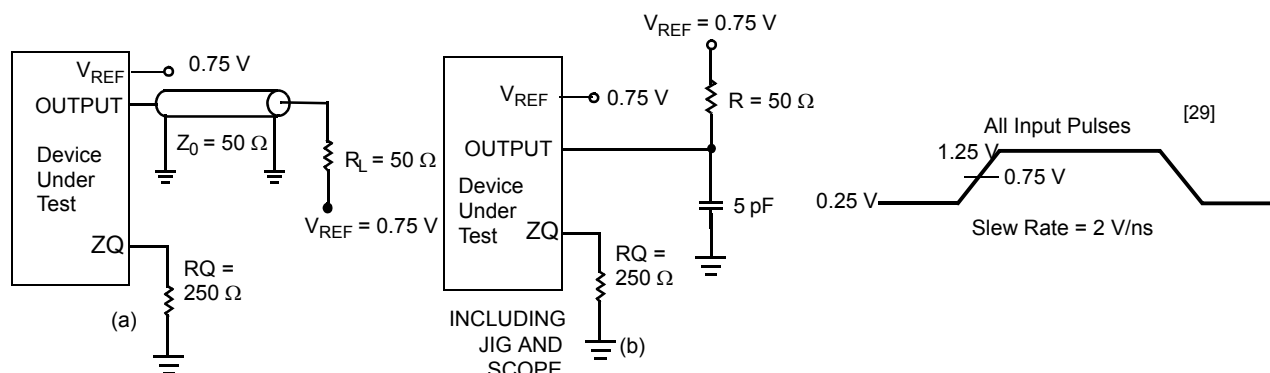 V_REF
0.75 V
OUTPUT
Z_0 = 50 Ω
Device
Under
Test
R_L = 50 Ω
V_REF = 0.75 V
ZQ
RQ =
250 Ω
(a)
V_REF = 0.75 V
R = 50 Ω
V_REF
0.75 V
OUTPUT
Device
Under
Test
5 pF
ZQ
RQ =
250 Ω
INCLUDING
JIG AND
SCOPE
(b)
[29]
All Input Pulses
1.25 V
0.75 V
0.25 V
Slew Rate = 2 V/ns